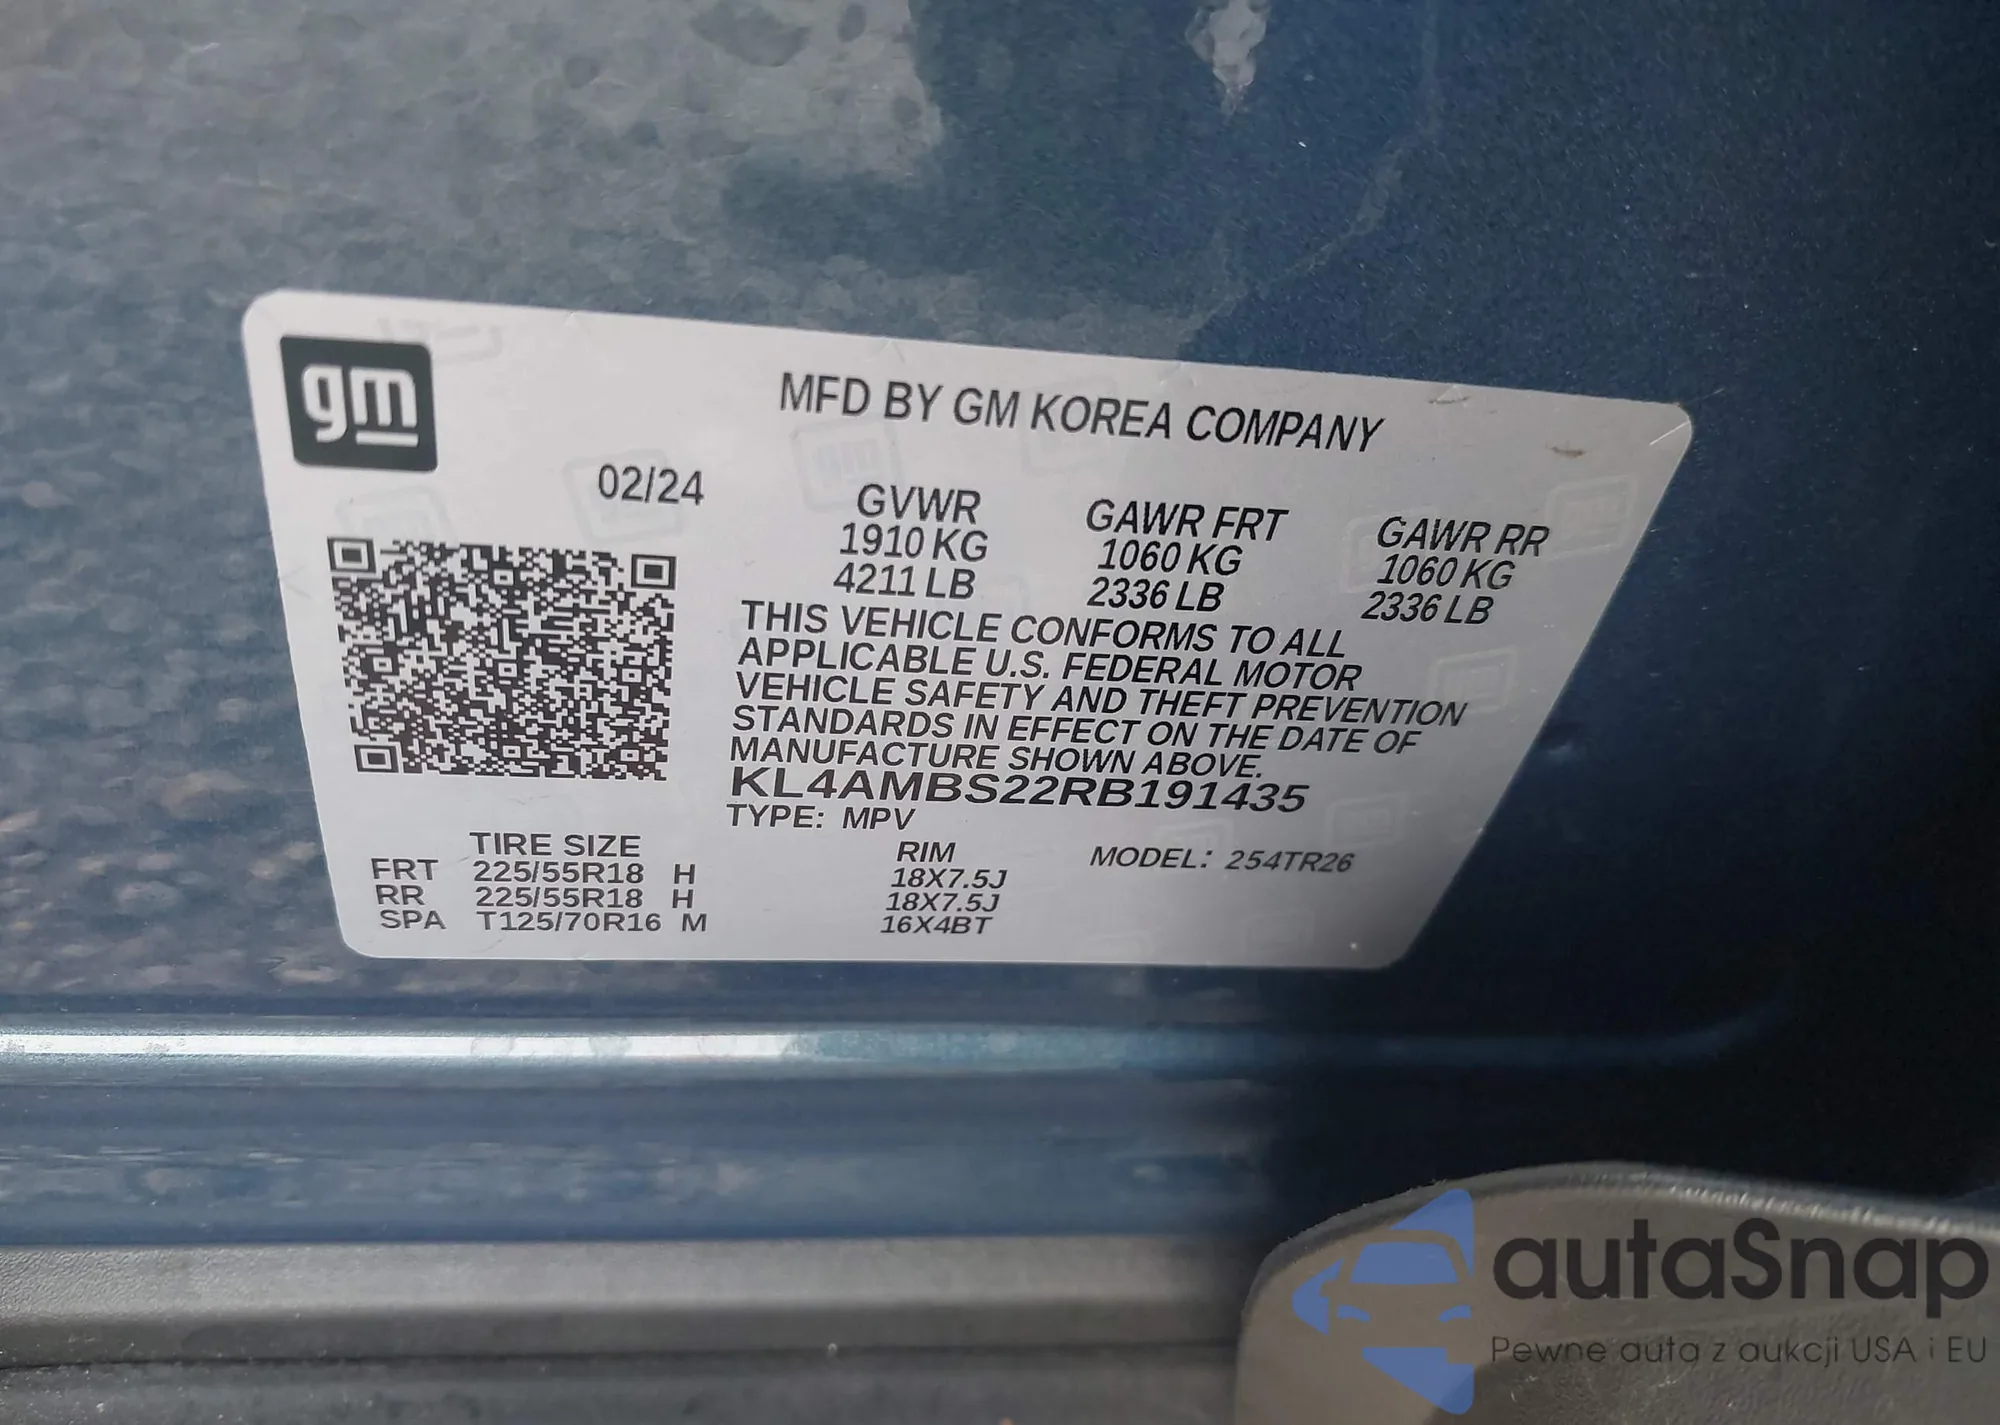 gm
MFD BY GM KOREA COMPANY
02/24
GVWR GAWR FRT GAWR RR
1910 KG 1060 KG 1060 KG
4211 LB 2336 LB 2336 LB
THIS VEHICLE CONFORMS TO ALL
APPLICABLE U.S. FEDERAL MOTOR
VEHICLE SAFETY AND THEFT PREVENTION
STANDARDS IN EFFECT ON THE DATE OF
MANUFACTURE SHOWN ABOVE.
KL4AMBS22RB191435
TYPE: MPV
TIRE SIZE RIM MODEL: 254TR26
FRT 225/55R18 H 18X7.5J
RR 225/55R18 H 18X7.5J
SPA T125/70R16 M 16X4BT
autaSnap
Pewne auta z aukcji USA i EU